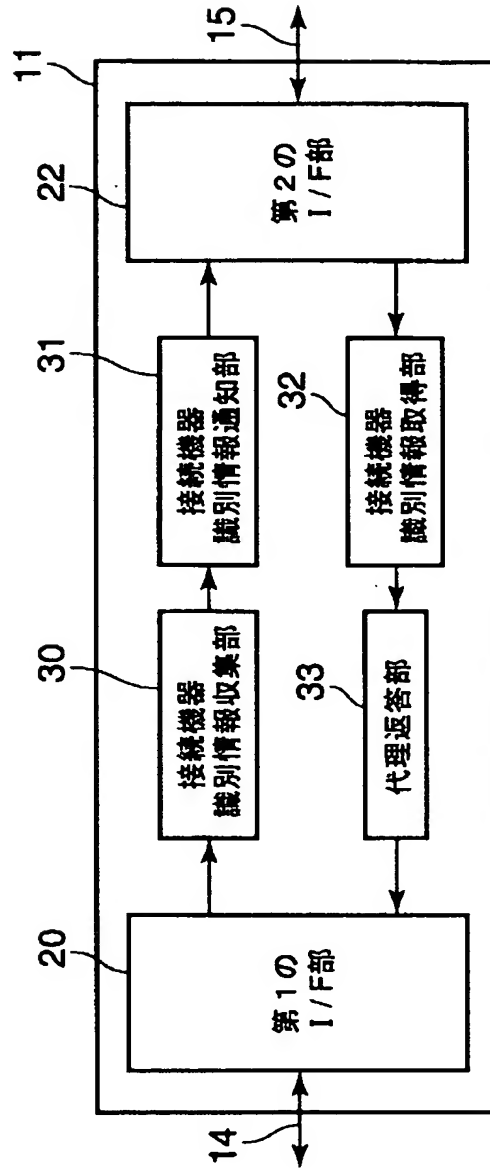 11
20
第1の
I/F部
14
30
接続機器
識別情報収集部
31
接続機器
識別情報通知部
22
第2の
I/F部
15
33
代理返答部
32
接続機器
識別情報取得部